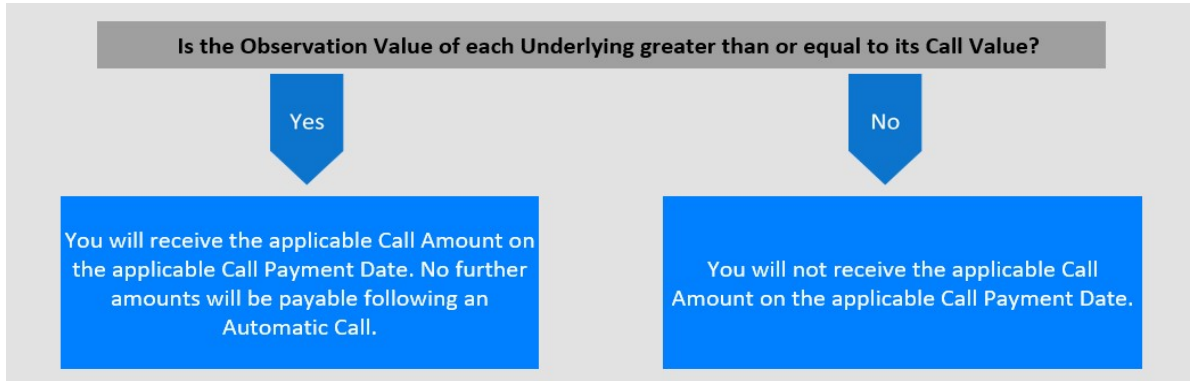 Is the Observation Value of each Underlying greater than or equal to its Call Value?
Yes
No
You will receive the applicable Call Amount on
the applicable Call Payment Date. No further
amounts will be payable following an
Automatic Call.
You will not receive the applicable Call
Amount on the applicable Call Payment Date.